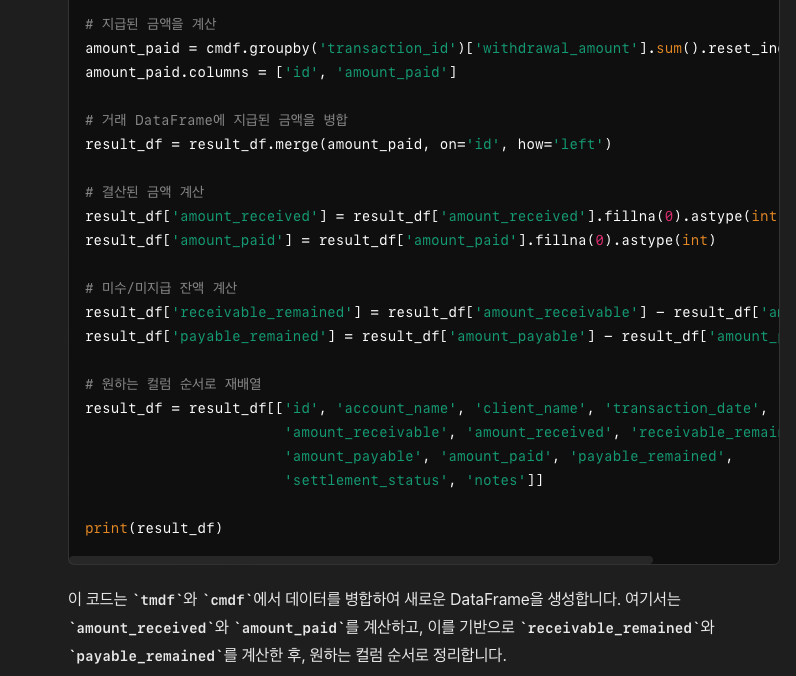 # 지급된 금액을 계산
amount_paid = cmdf.groupby('transaction_id')['withdrawal_amount'].sum().reset_in
amount_paid.columns = ['id', 'amount_paid']
# 거래 DataFrame에 지급된 금액을 병합
result_df = result_df.merge(amount_paid, on='id', how='left')
# 결산된 금액 계산
result_df['amount_received'] = result_df['amount_received'].fillna(0).astype(int
result_df['amount_paid'] = result_df['amount_paid'].fillna(0).astype(int)
# 미수/미지급 잔액 계산
result_df['receivable_remained'] = result_df['amount_receivable'] - result_df['a
result_df['payable_remained'] = result_df['amount_payable'] - result_df['amount_
# 원하는 컬럼 순서로 재배열
result_df = result_df[['id', 'account_name', 'client_name', 'transaction_date',
'amount_receivable', 'amount_received', 'receivable_remai
'amount_payable', 'amount_paid', 'payable_remained',
'settlement_status', 'notes']]
print(result_df)
이 코드는 `tmdf`와 `cmdf`에서 데이터를 병합하여 새로운 DataFrame을 생성합니다. 여기서는
`amount_received`와 `amount_paid`를 계산하고, 이를 기반으로 `receivable_remained`와
`payable_remained`를 계산한 후, 원하는 컬럼 순서로 정리합니다.